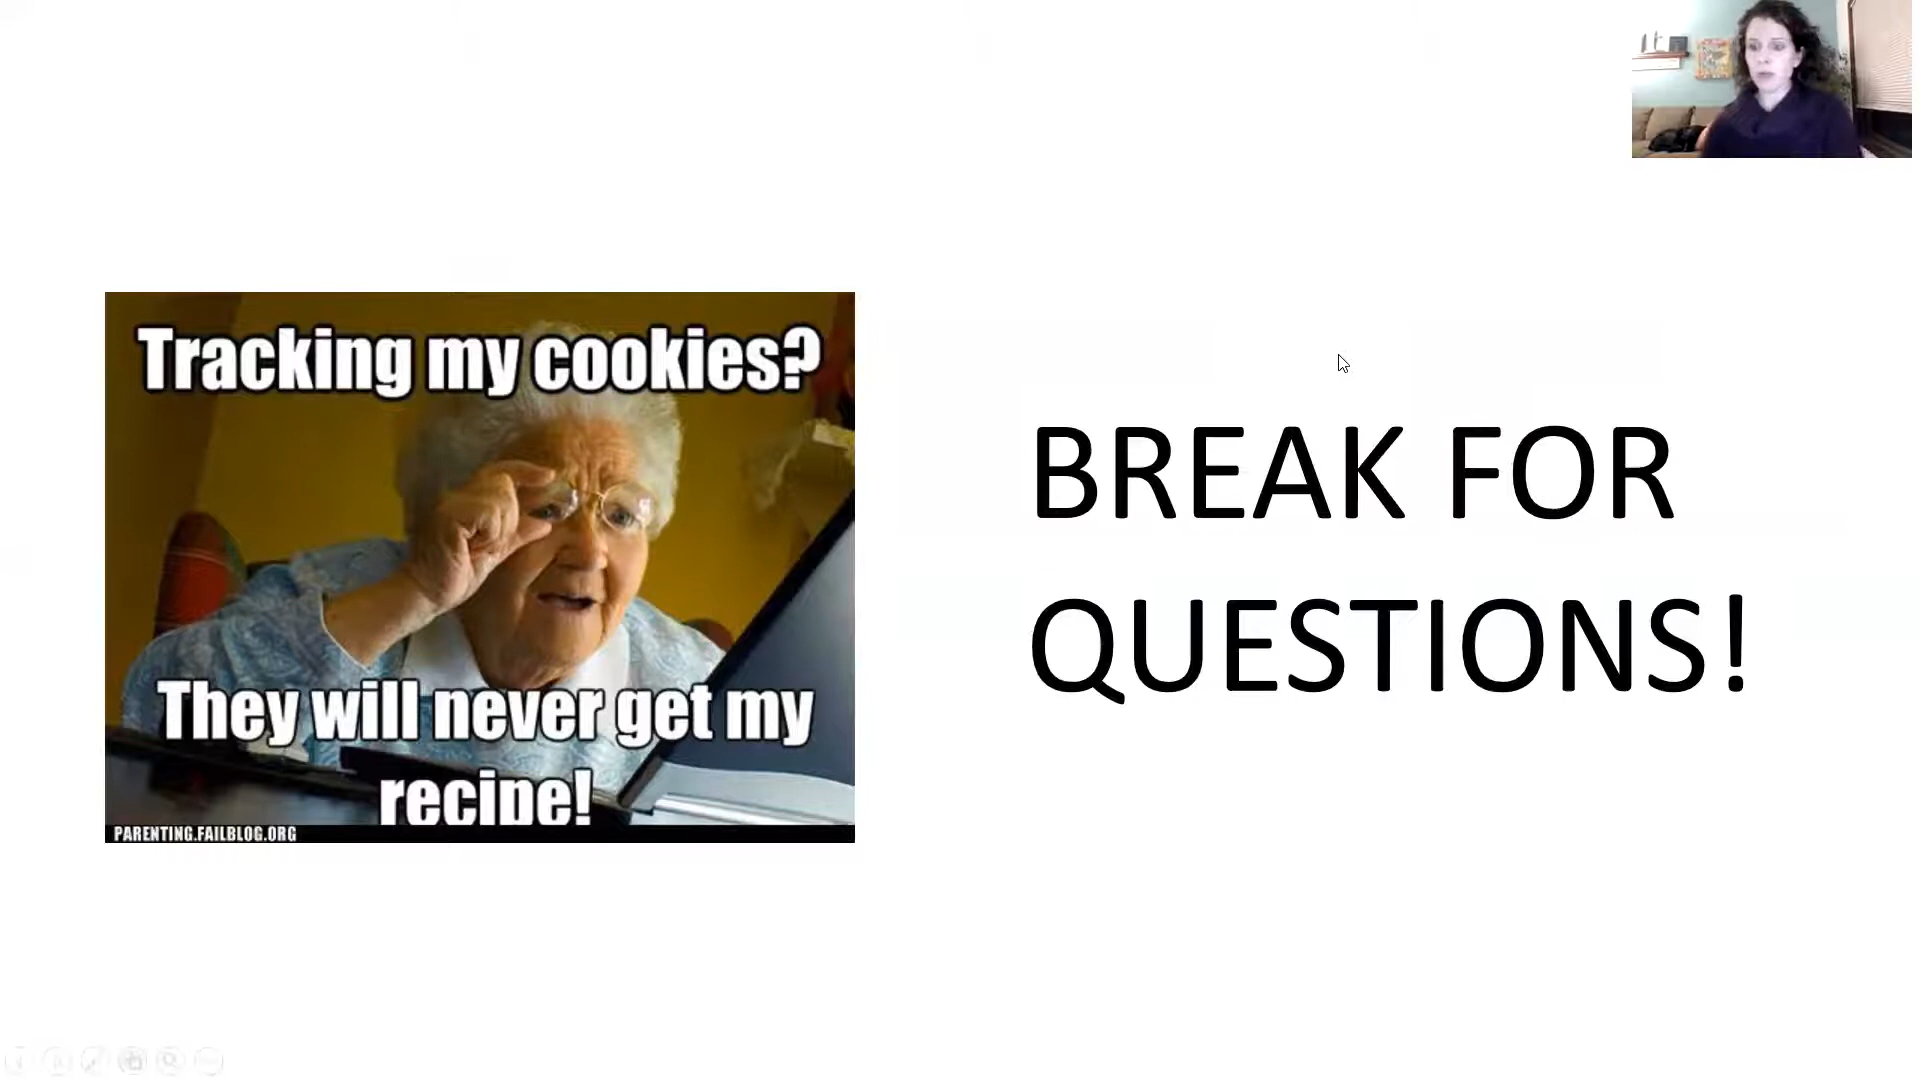 Tracking my cookies?
They will never get my
recipe!
PARENTING.FAILBLOG.ORG
BREAK FOR
QUESTIONS!